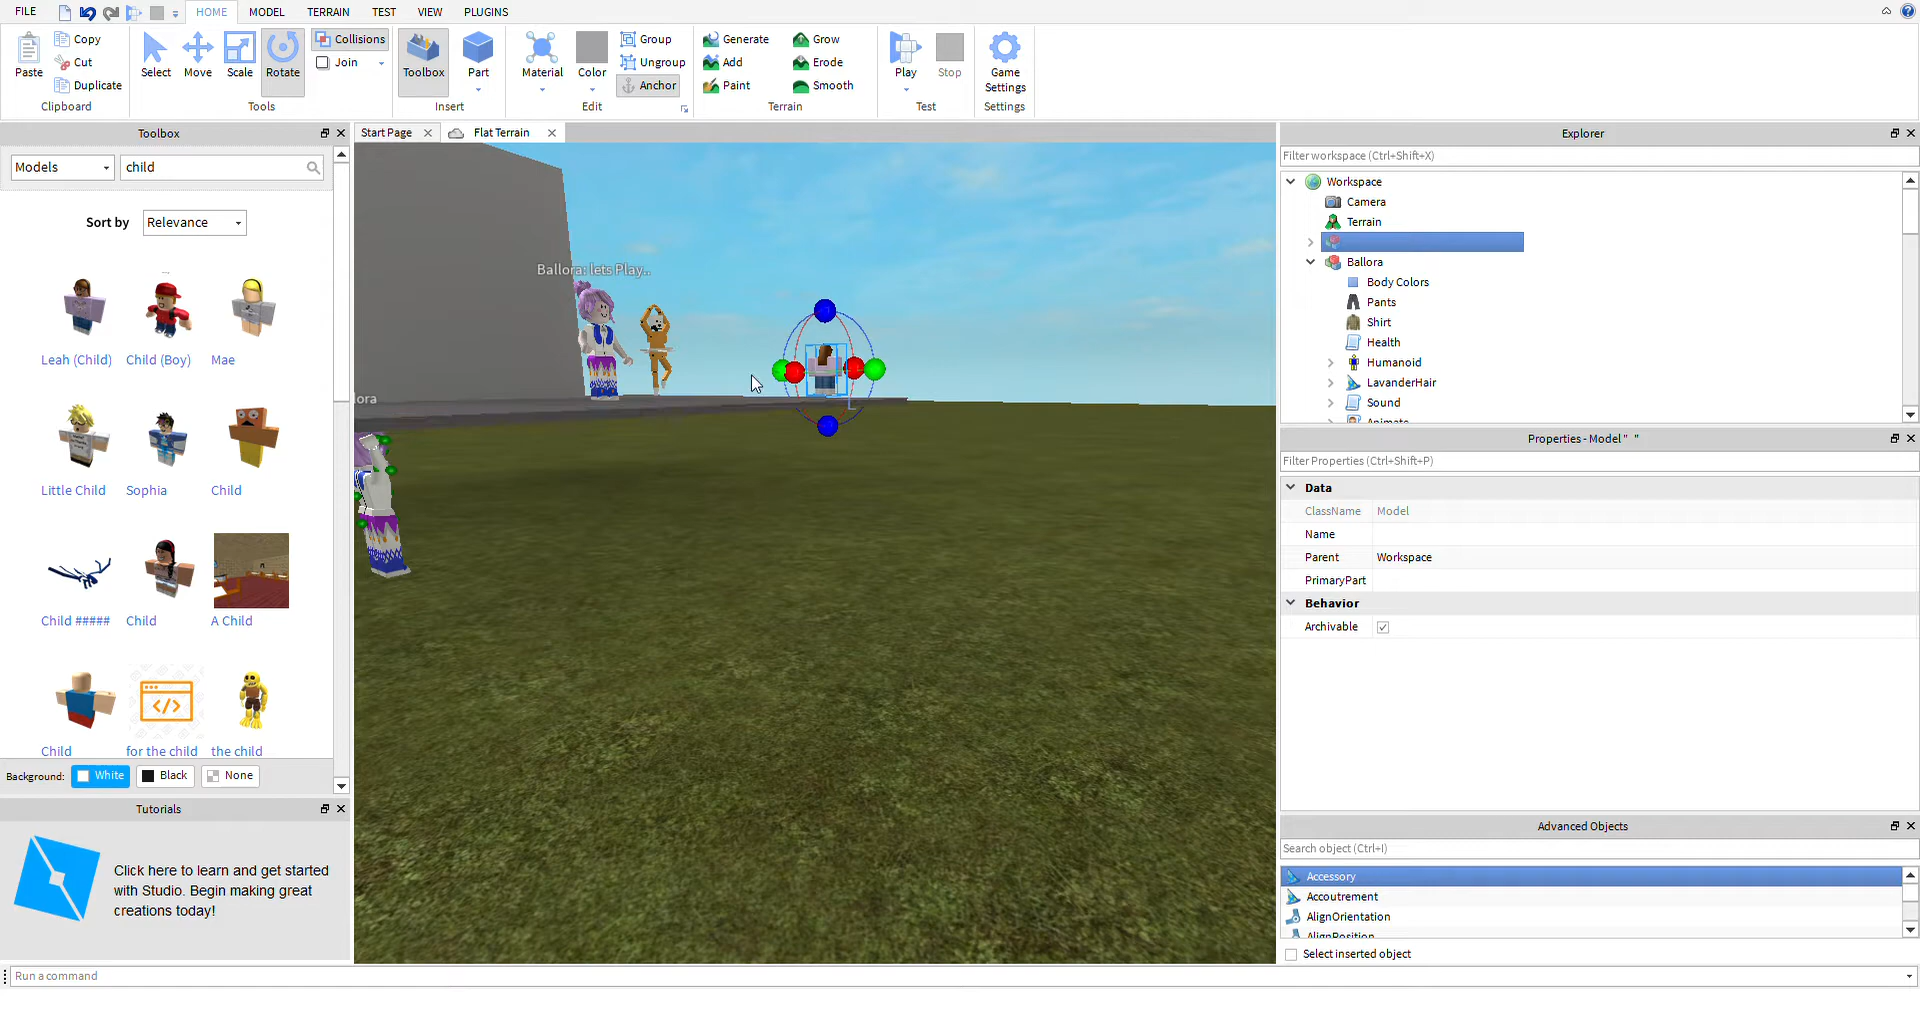 FILE HOME MODEL TERRAIN TEST VIEW PLUGINS
Paste Copy Cut Duplicate
Clipboard
Select Move Scale Rotate Collisions Join
Tools
Toolbox Part
Insert
Material Color Group Ungroup Anchor
Edit
Generate Grow
Add Erode
Paint Smooth
Terrain
Play Stop
Test
Game
Settings
Settings
Toolbox
Models child
Sort by Relevance
Leah (Child) Child (Boy) Mae
Little Child Sophia Child
Child ##### Child A Child
Child for the child the child
Background: White Black None
Tutorials
Click here to learn and get started
with Studio. Begin making great
creations today!
Start Page Flat Terrain
Ballora: lets Play..
lora
Explorer
Filter workspace (Ctrl+Shift+X)
Workspace
Camera
Terrain
Ballora
Body Colors
Pants
Shirt
Health
Humanoid
LavanderHair
Sound
Animate
Properties - Model " "
Filter Properties (Ctrl+Shift+P)
Data
ClassName Model
Name
Parent Workspace
PrimaryPart
Behavior
Archivable
Advanced Objects
Search object (Ctrl+I)
Accessory
Accoutrement
AlignOrientation
AlignPosition
Select inserted object
Run a command